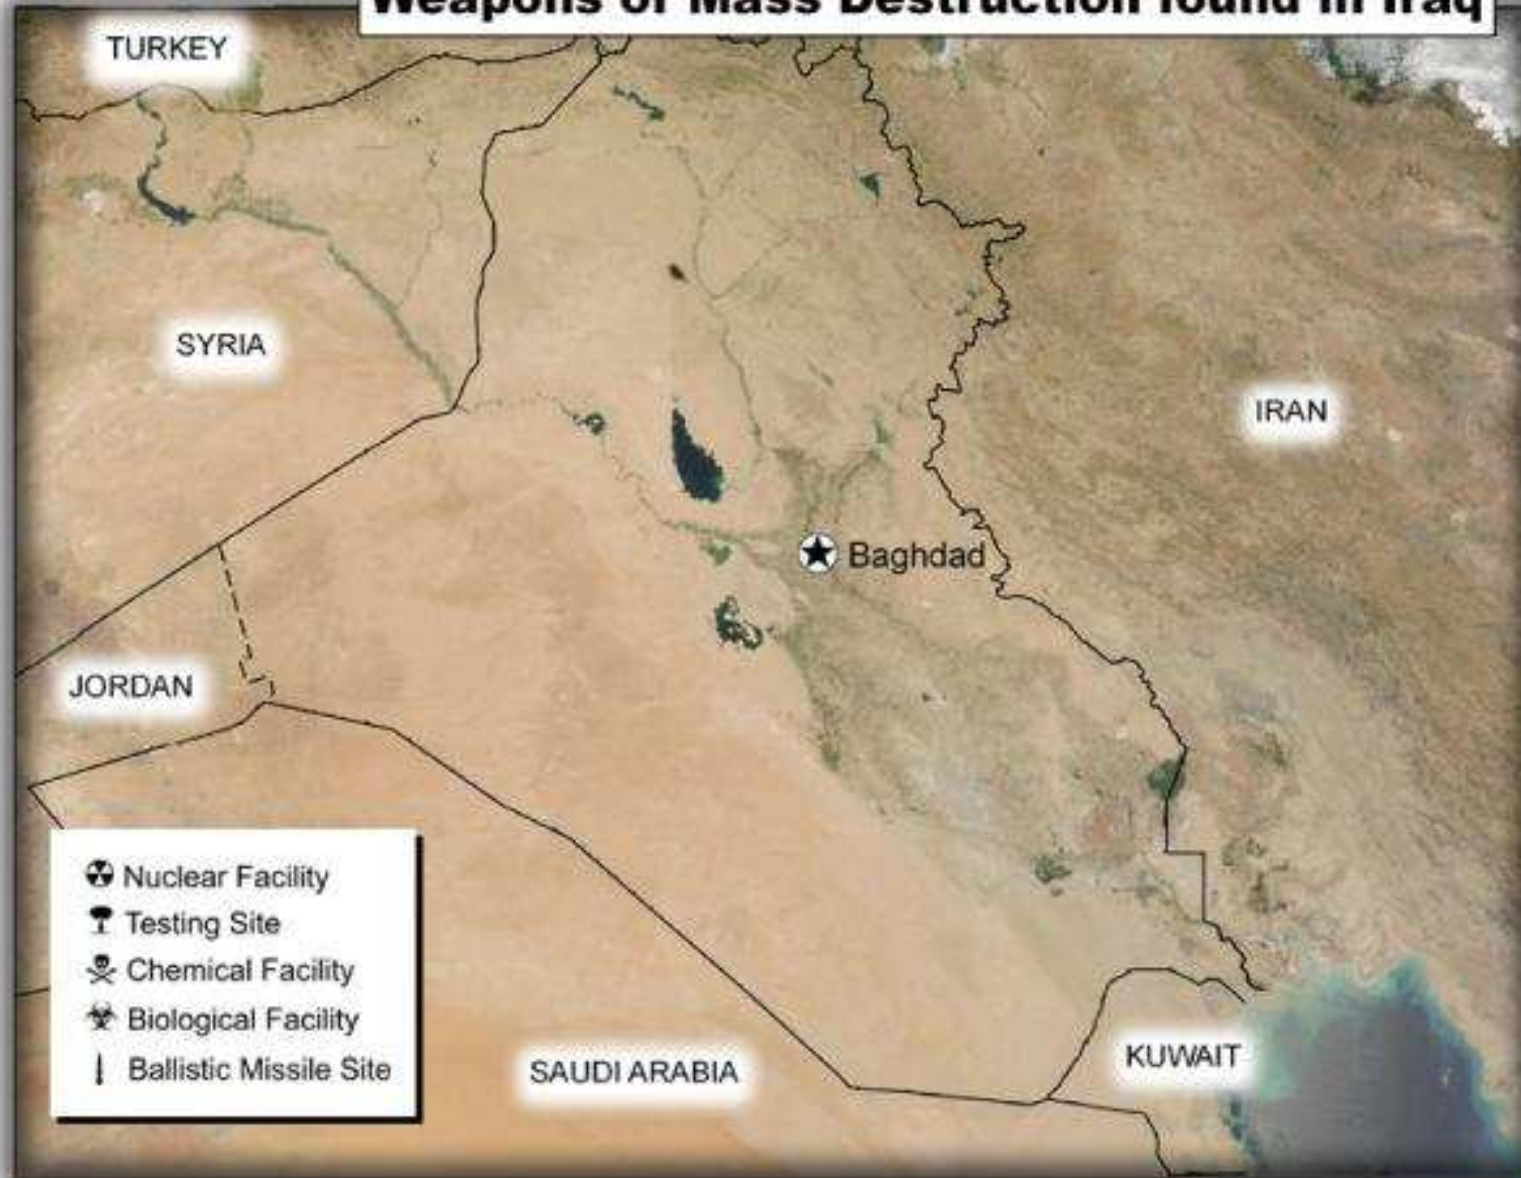 Weapons of Mass Destruction found in Iraq
TURKEY
SYRIA
IRAN
Baghdad
JORDAN
Nuclear Facility
Testing Site
Chemical Facility
Biological Facility
Ballistic Missile Site
SAUDI ARABIA
KUWAIT